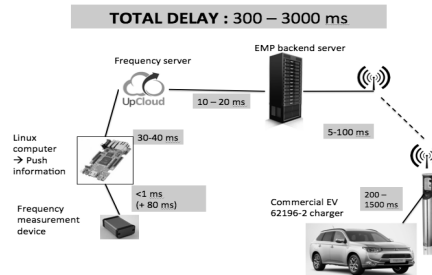 TOTAL DELAY : 300 – 3000 ms
Frequency server
EMP backend server
UpCloud
10 – 20 ms
Linux
computer
→ Push
information
30-40 ms
5-100 ms
<1 ms
(+ 80 ms)
Frequency
measurement
device
Commercial EV
62196-2 charger
200 –
1500 ms